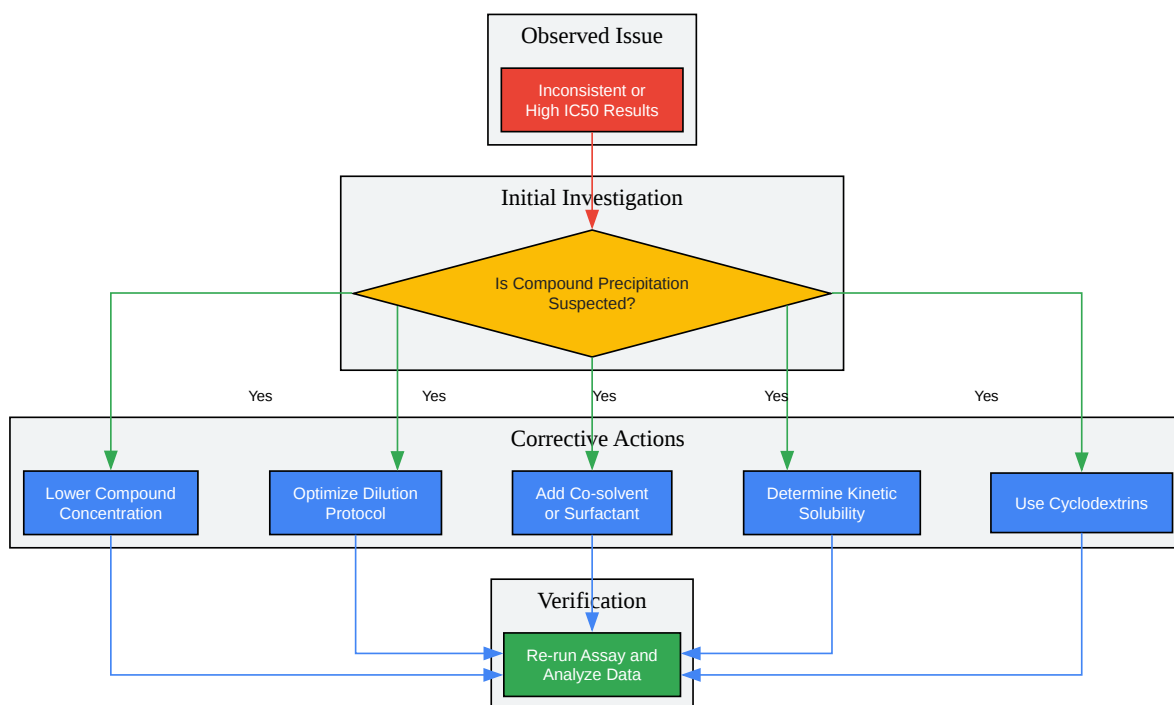 Observed Issue
Inconsistent or
High IC50 Results
Initial Investigation
Is Compound Precipitation
Suspected?
Yes
Yes
Yes
Yes
Yes
Corrective Actions
Lower Compound
Concentration
Optimize Dilution
Protocol
Add Co-solvent
or Surfactant
Determine Kinetic
Solubility
Use Cyclodextrins
Verification
Re-run Assay and
Analyze Data